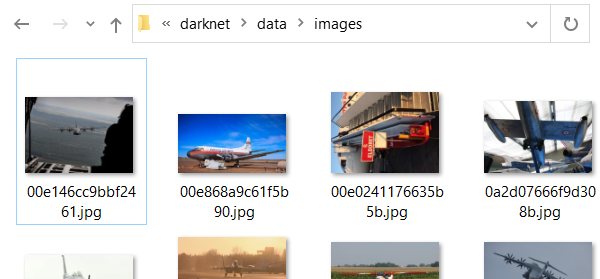 darknet > data > images
00e146cc9bbf24
61.jpg
00e868a9c61f5b
90.jpg
00e0241176635b
5b.jpg
0a2d07666f9d30
8b.jpg